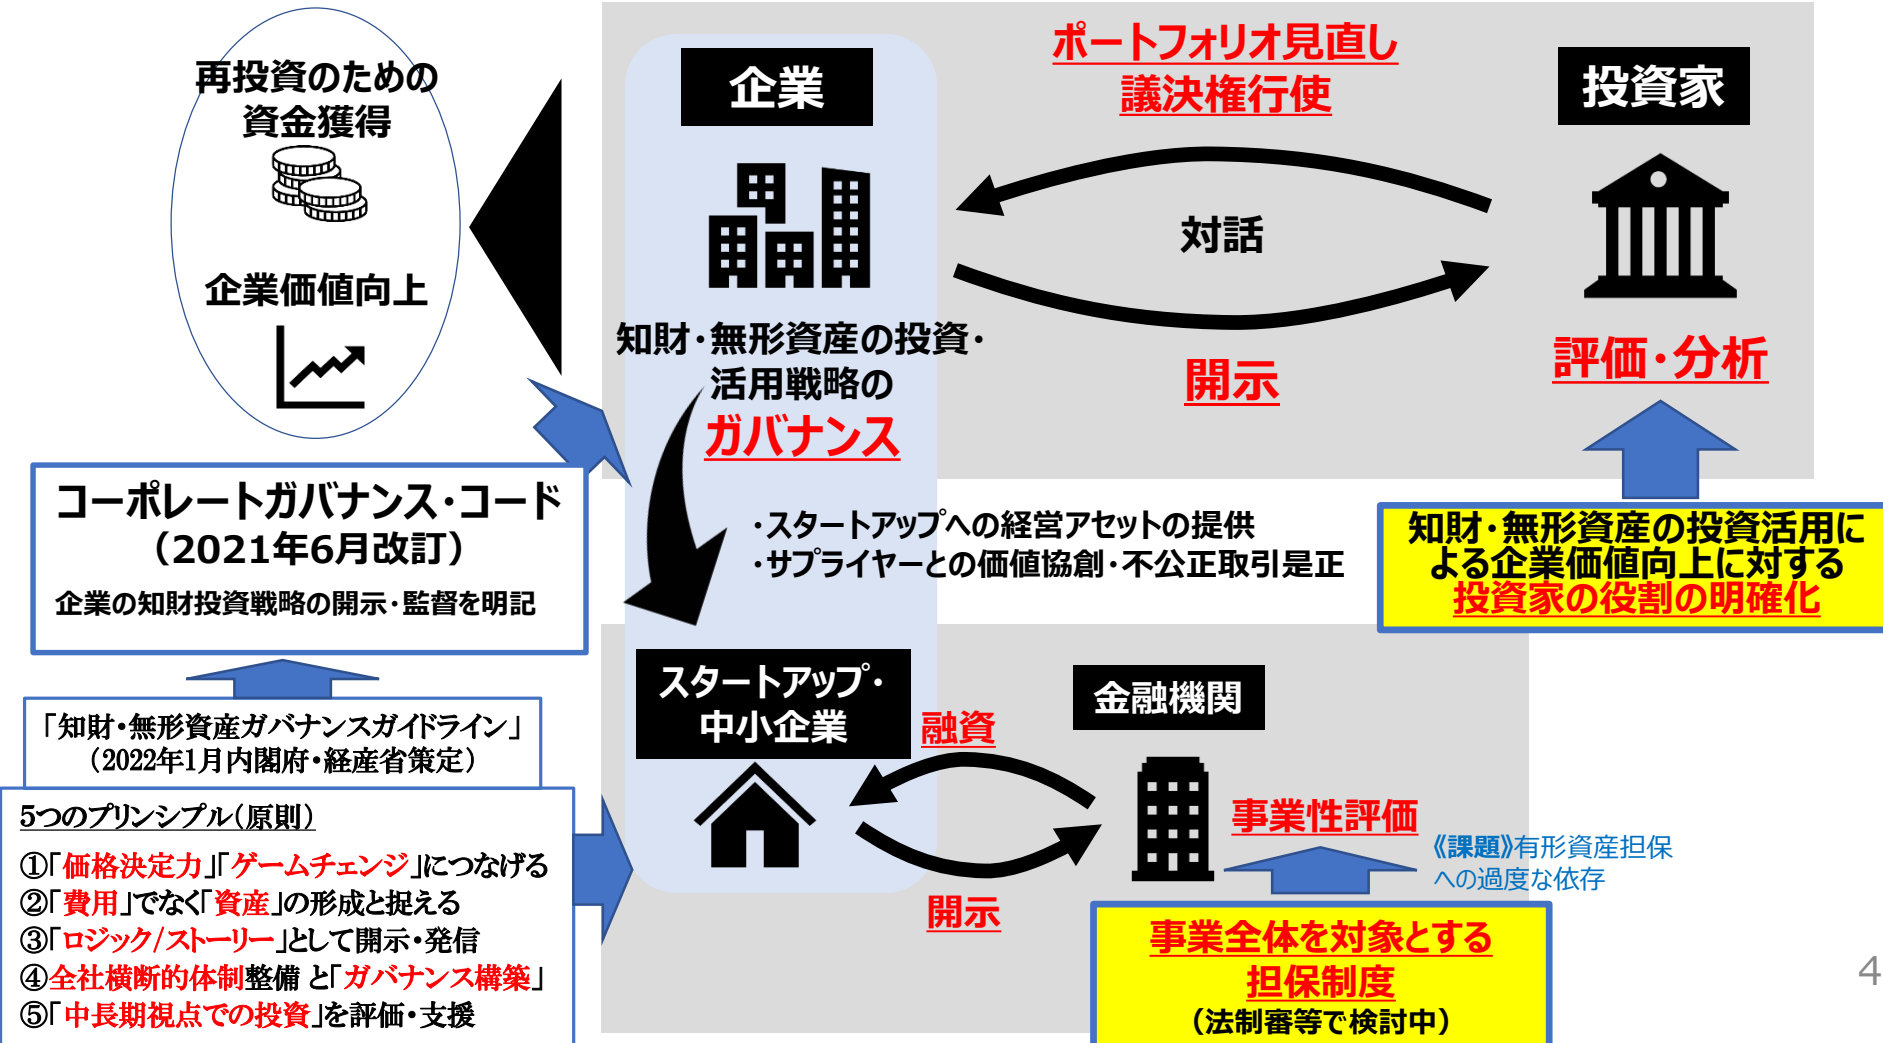 再投資のための
資金獲得
企業価値向上
企業
ポートフォリオ見直し
議決権行使
投資家
対話
開示
評価・分析
知財・無形資産の投資・
活用戦略の
ガバナンス
コーポレートガバナンス・コード
（2021年6月改訂）
企業の知財投資戦略の開示・監督を明記
・スタートアップへの経営アセットの提供
・サプライヤーとの価値協創・不公正取引是正
知財・無形資産の投資活用に
よる企業価値向上に対する
投資家の役割の明確化
「知財・無形資産ガバナンスガイドライン」
（2022年1月内閣府・経産省策定）
5つのプリンシプル（原則）
①「価格決定力」「ゲームチェンジ」につなげる
②「費用」でなく「資産」の形成と捉える
③「ロジック/ストーリー」として開示・発信
④全社横断的体制整備 と「ガバナンス構築」
⑤「中長期視点での投資」を評価・支援
スタートアップ・
中小企業
融資
開示
金融機関
事業性評価
《課題》有形資産担保
への過度な依存
事業全体を対象とする
担保制度
（法制審等で検討中）
4